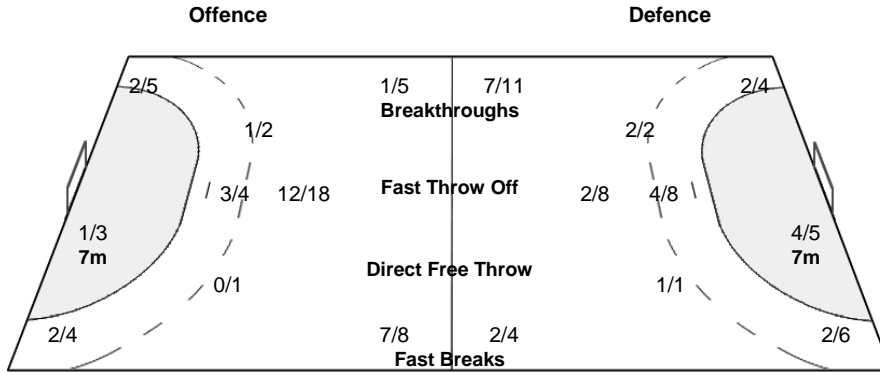 Offence Defence
2/5 1/5 7/11 2/4
Breakthroughs
1/2 2/2
3/4 12/18 Fast Throw Off 2/8 4/8
1/3 4/5
7m 7m
Direct Free Throw
0/1 1/1
2/4 7/8 2/4 2/6
Fast Breaks